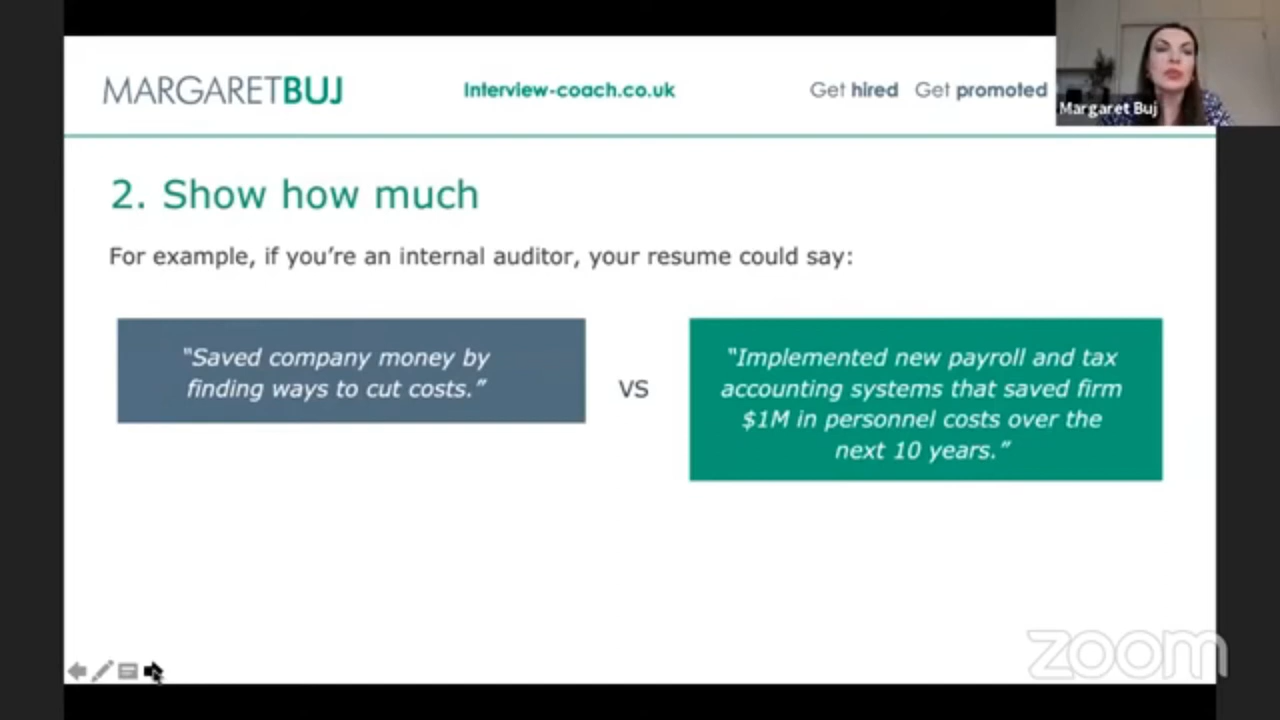 MARGARETBUJ
Interview-coach.co.uk
Get hired Get promoted
Margaret Buj
2. Show how much
For example, if you’re an internal auditor, your resume could say:
“Saved company money by
finding ways to cut costs.”
VS
“Implemented new payroll and tax
accounting systems that saved firm
$1M in personnel costs over the
next 10 years.”
zoom